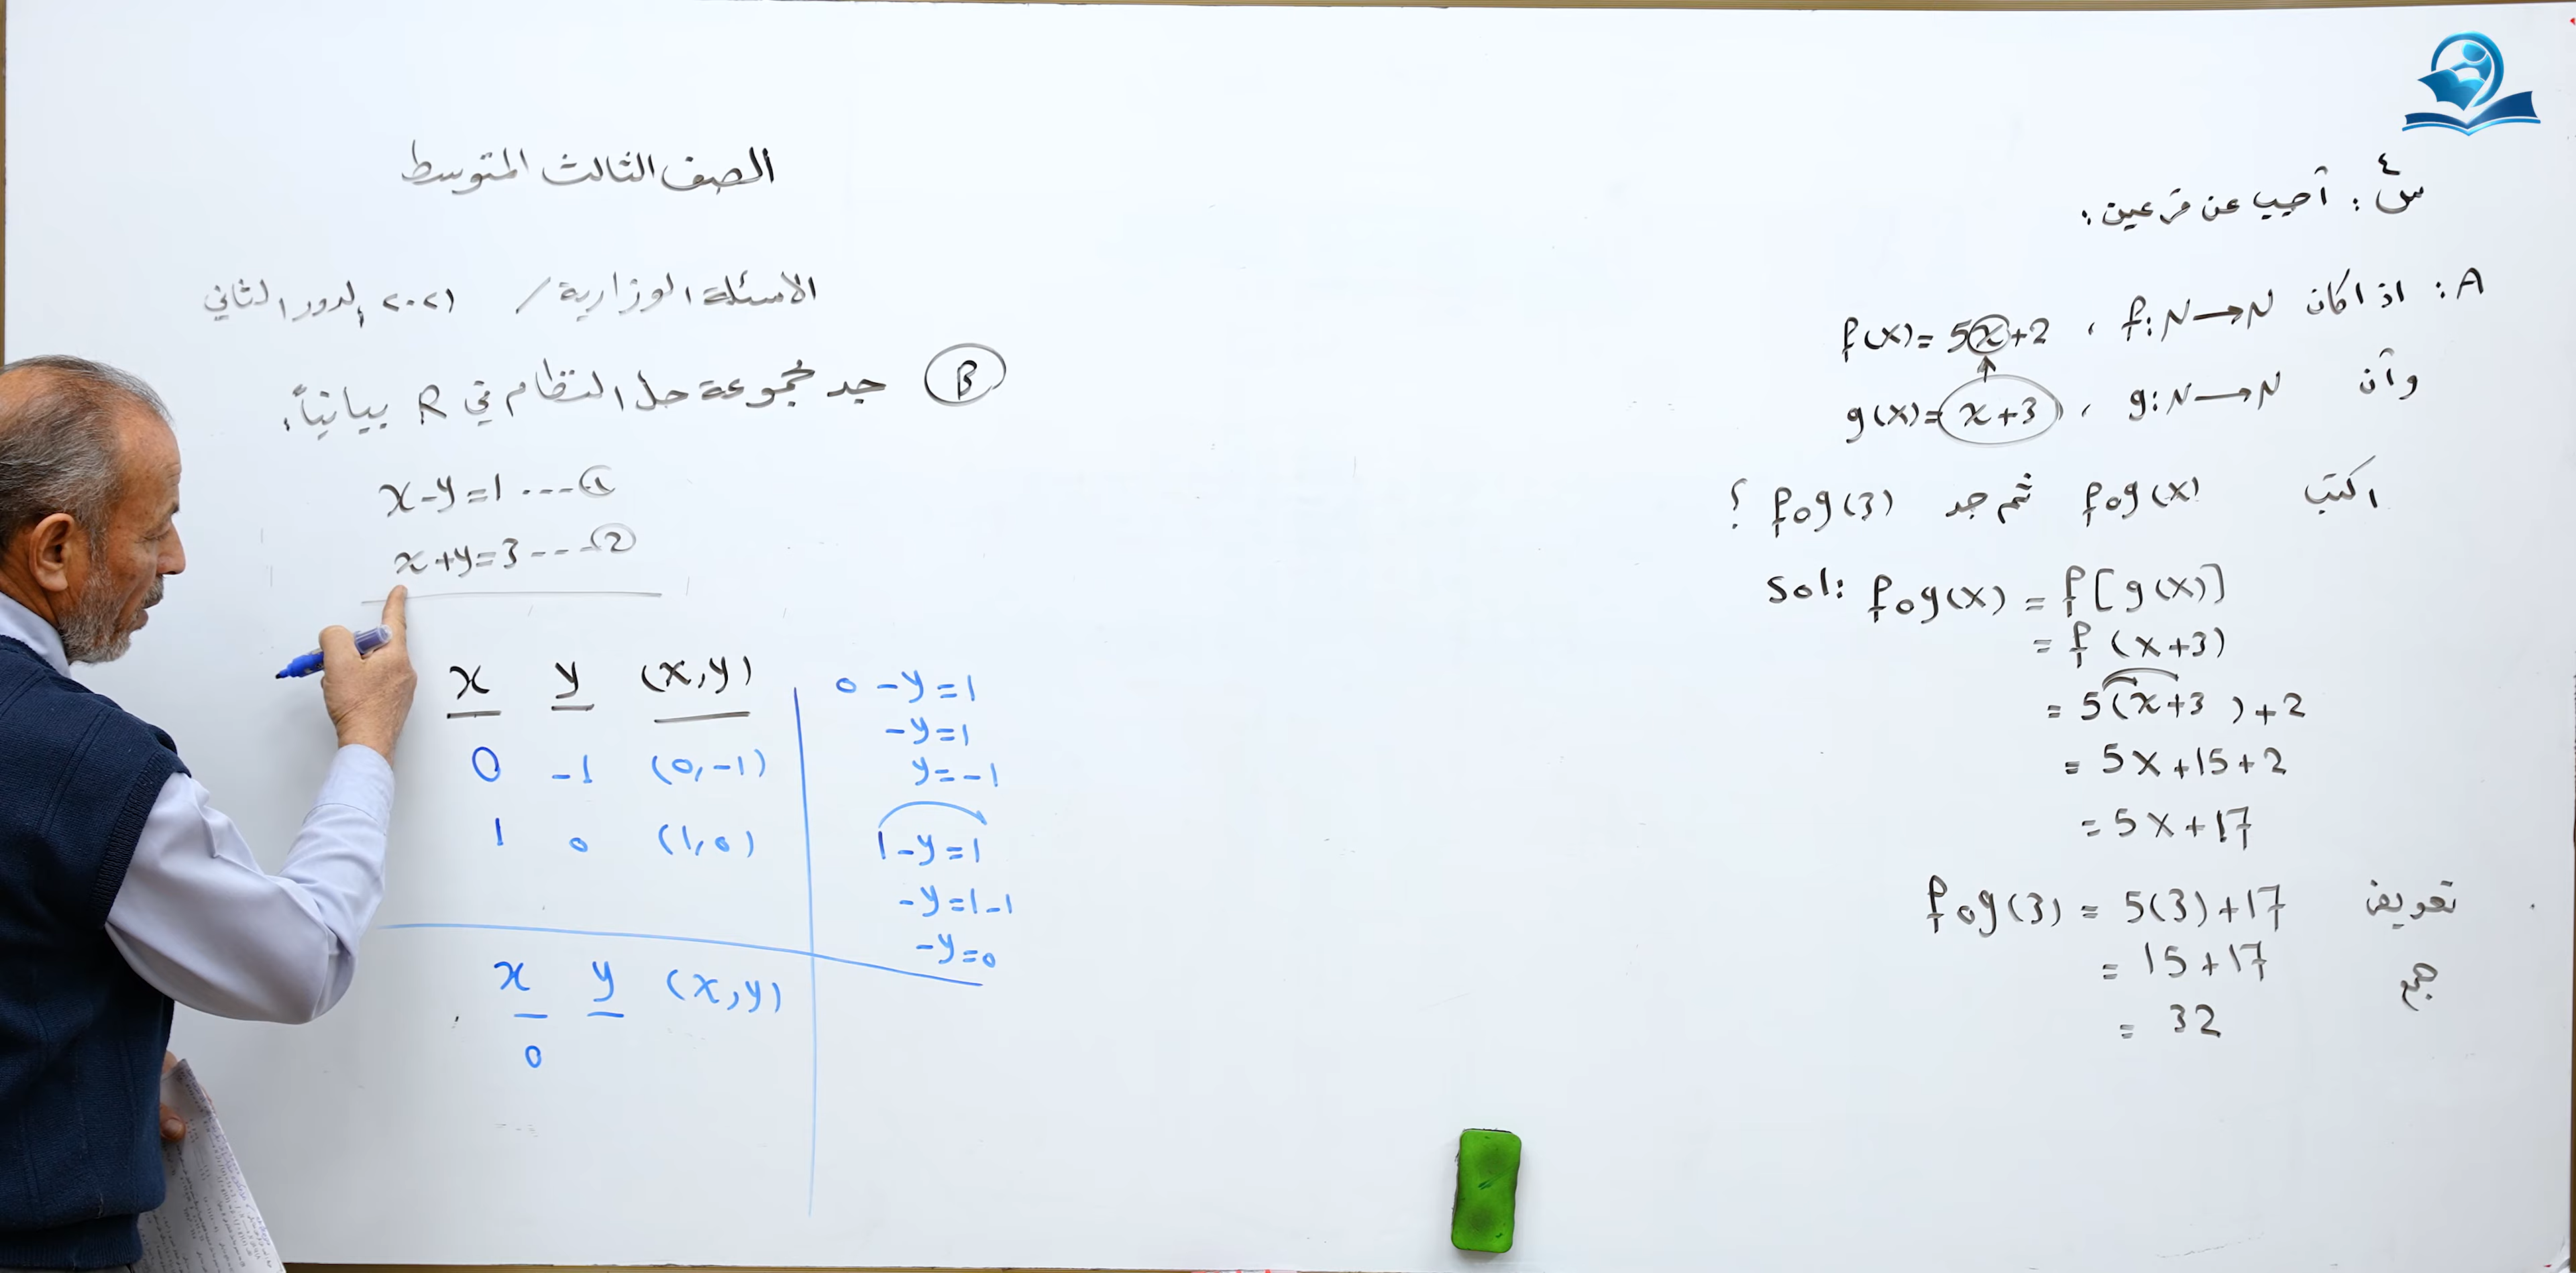 س٤ : أجب عن فرعين :
A : اذا كان f: N → N ، f(x) = 5x+2
وأن g: N → N ، g(x) = x+3
اكتب fog(x) ثم جد fog(3) ؟
Sol: fog(x) = f[g(x)]
= f(x+3)
= 5(x+3)+2
= 5x+15+2
= 5x+17
fog(3) = 5(3)+17 تعويض
= 15+17 جمع
= 32
الصف الثالث المتوسط
الاسئلة الوزارية / ٢٠٢١ الدور الثاني
B جد مجموعة حل النظام في R بيانياً.
x-y=1 ----①
x+y=3 ----②
x y (x,y)
0 -1 (0,-1)
1 0 (1,0)
0 -y=1
-y=1
y=-1
1-y=1
-y=1-1
-y=0
x y (x,y)
0